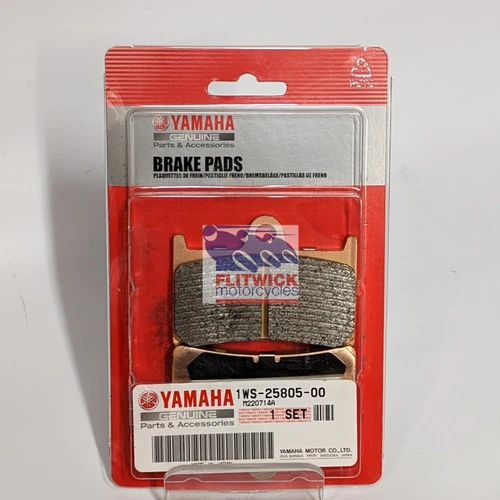 YAMAHA
GENUINE
Parts & Accessories
BRAKE PADS
PLAQUETTES DE FREIN/PASTIGLIE FRENO/BREMSBELÄGE/PASTILLAS DE FRENO
FLITWICK
motorcycles
YAMAHA
GENUINE
Parts & Accessories
1WS-25805-00
M220714A
1 SET
YAMAHA MOTOR CO., LTD.